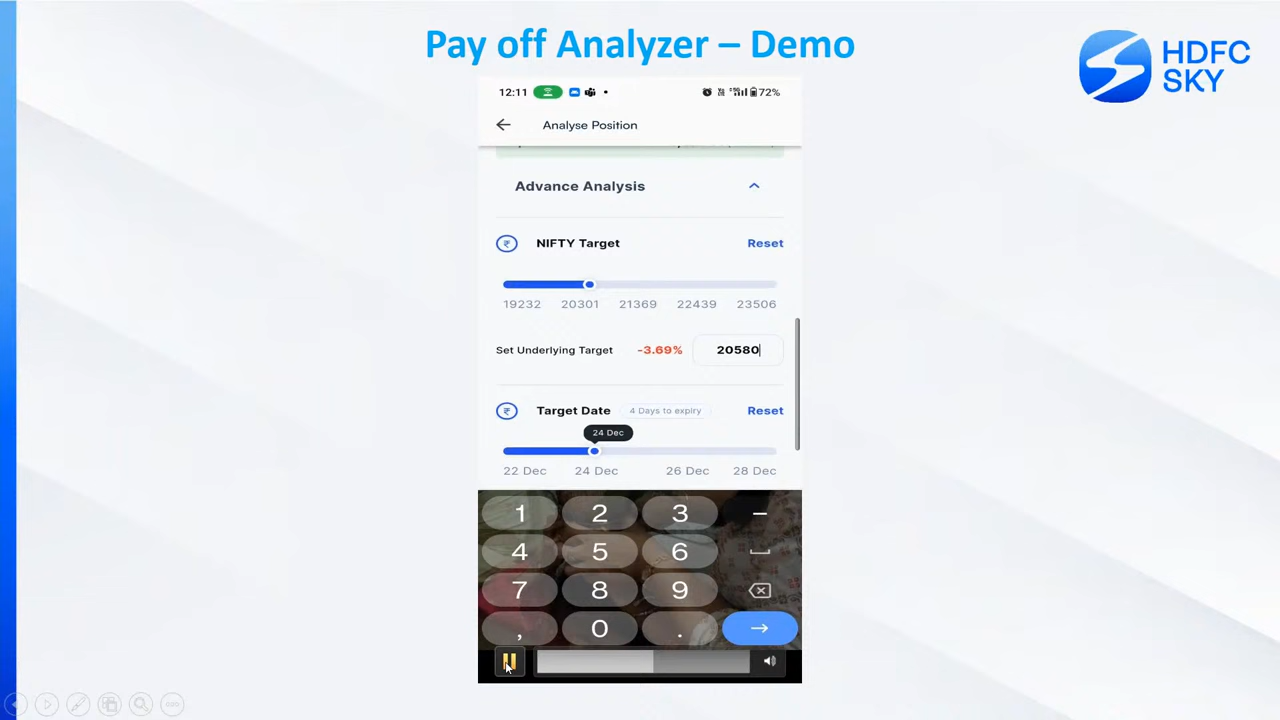 Pay off Analyzer – Demo
HDFC
SKY
12:11
72%
Analyse Position
Advance Analysis
NIFTY Target
Reset
19232 20301 21369 22439 23506
Set Underlying Target -3.69% 20580
Target Date 4 Days to expiry Reset
24 Dec
22 Dec 24 Dec 26 Dec 28 Dec
1 2 3 –
4 5 6
7 8 9
, 0 .